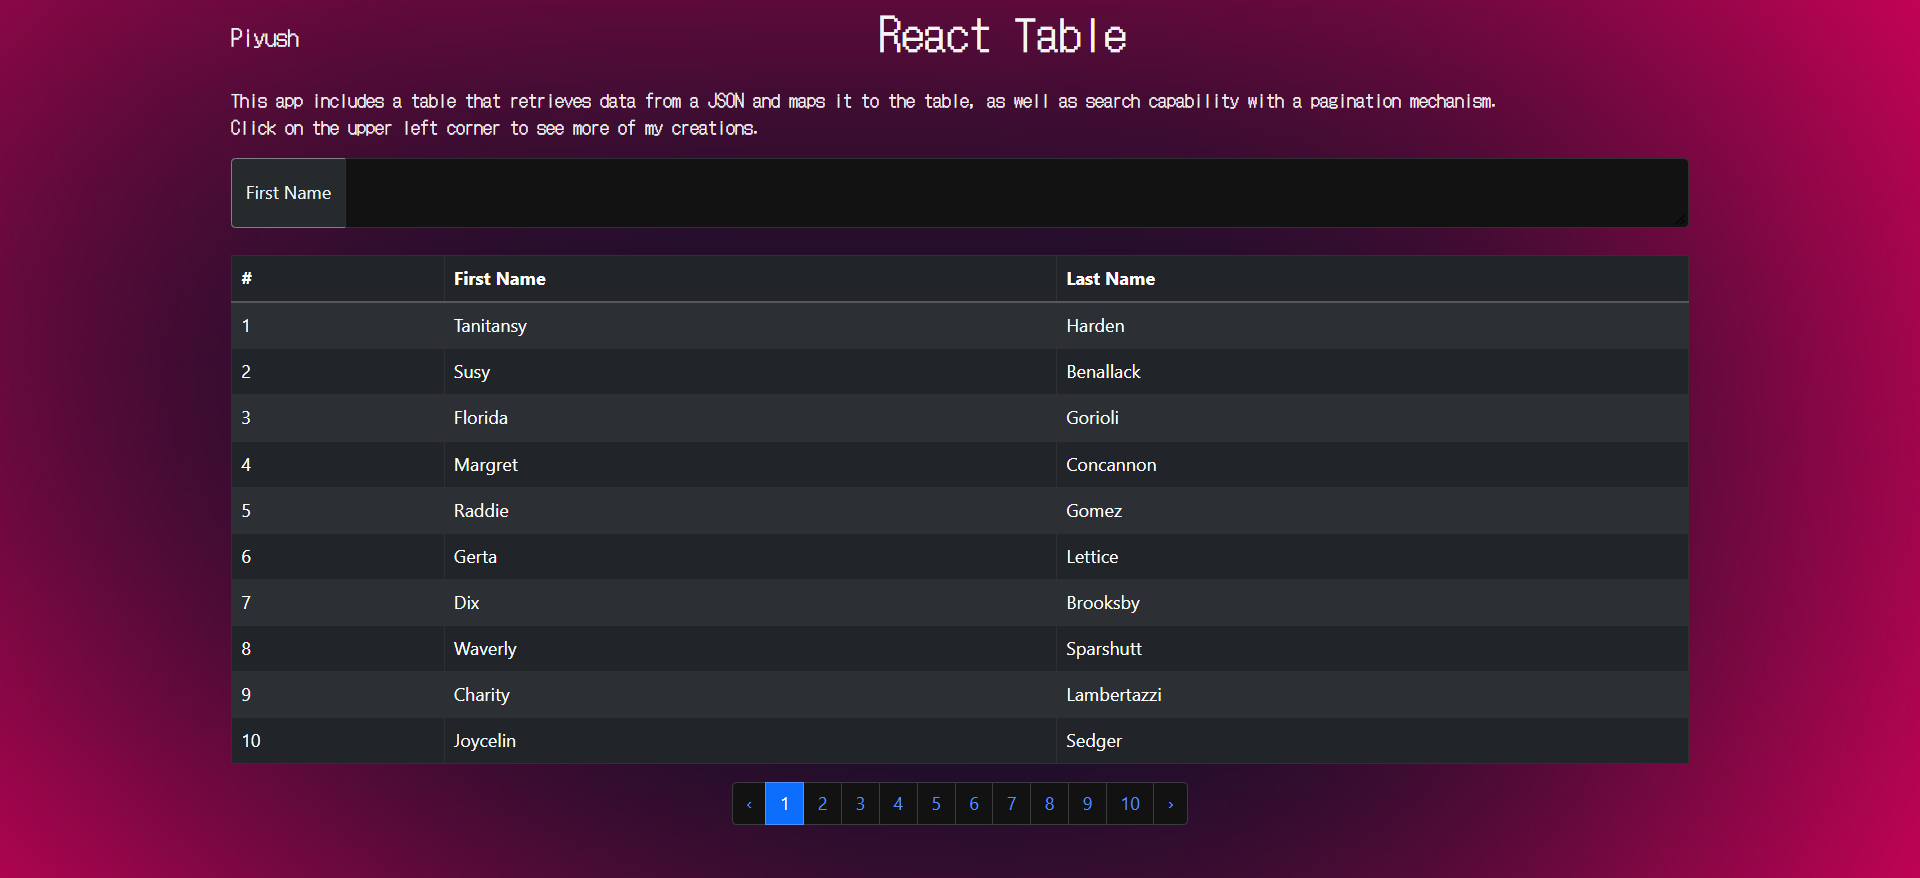 Piyush
React Table
This app includes a table that retrieves data from a JSON and maps it to the table, as well as search capability with a pagination mechanism.
Click on the upper left corner to see more of my creations.
First Name
# First Name Last Name
1 Tanitansy Harden
2 Susy Benallack
3 Florida Gorioli
4 Margret Concannon
5 Raddie Gomez
6 Gerta Lettice
7 Dix Brooksby
8 Waverly Sparshutt
9 Charity Lambertazzi
10 Joycelin Sedger
‹ 1 2 3 4 5 6 7 8 9 10 ›